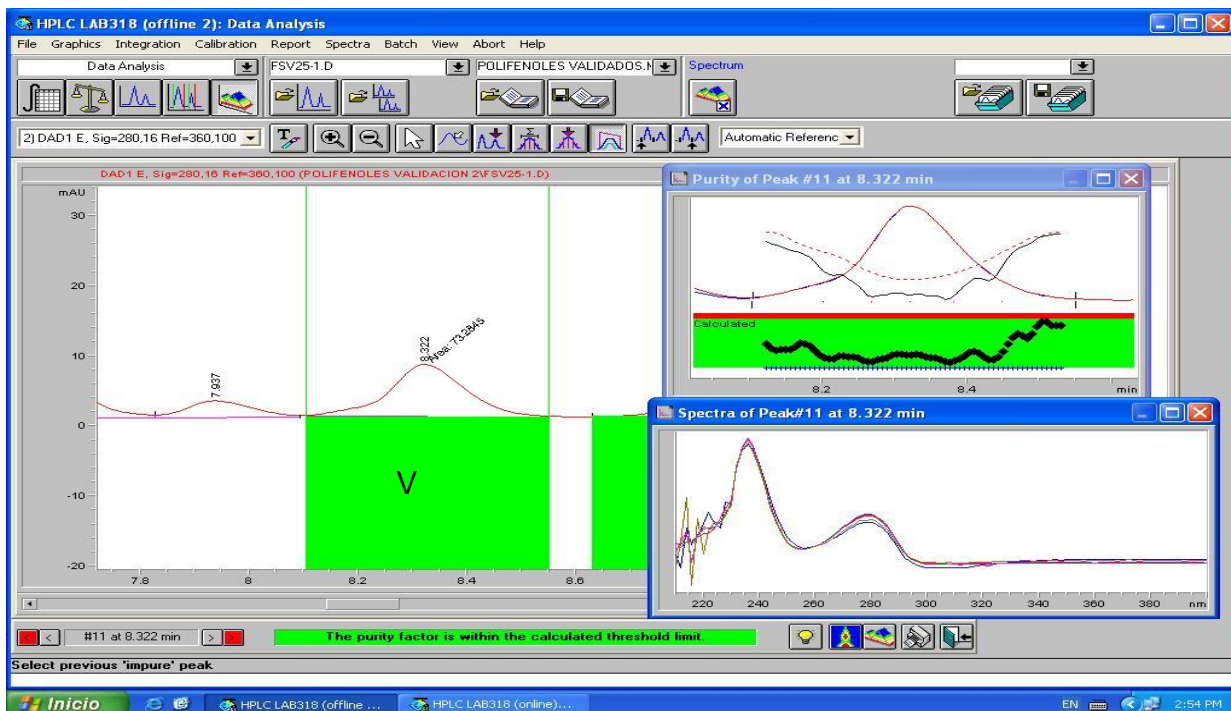 HPLC LAB318 (offline 2): Data Analysis
File Graphics Integration Calibration Report Spectra Batch View Abort Help
Data Analysis FSV25-1.D POLIFENOLES VALIDADOS.M Spectrum
2) DAD1 E, Sig=280,16 Ref=360,100 Automatic Referenc
DAD1 E, Sig=280,16 Ref=360,100 (POLIFENOLES VALIDACION 2\FSV25-1.D)
mAU
30
20
10
0
-10
-20
7.937
8.322
Area: 73.2845
V
7.8 8 8.2 8.4 8.6
Purity of Peak #11 at 8.322 min
Calculated
8.2 8.4 min
Spectra of Peak#11 at 8.322 min
220 240 260 280 300 320 340 360 380 nm
#11 at 8.322 min The purity factor is within the calculated threshold limit.
Select previous 'impure' peak
Inicio HPLC LAB318 (offline ... HPLC LAB318 (online)... EN 2:54 PM